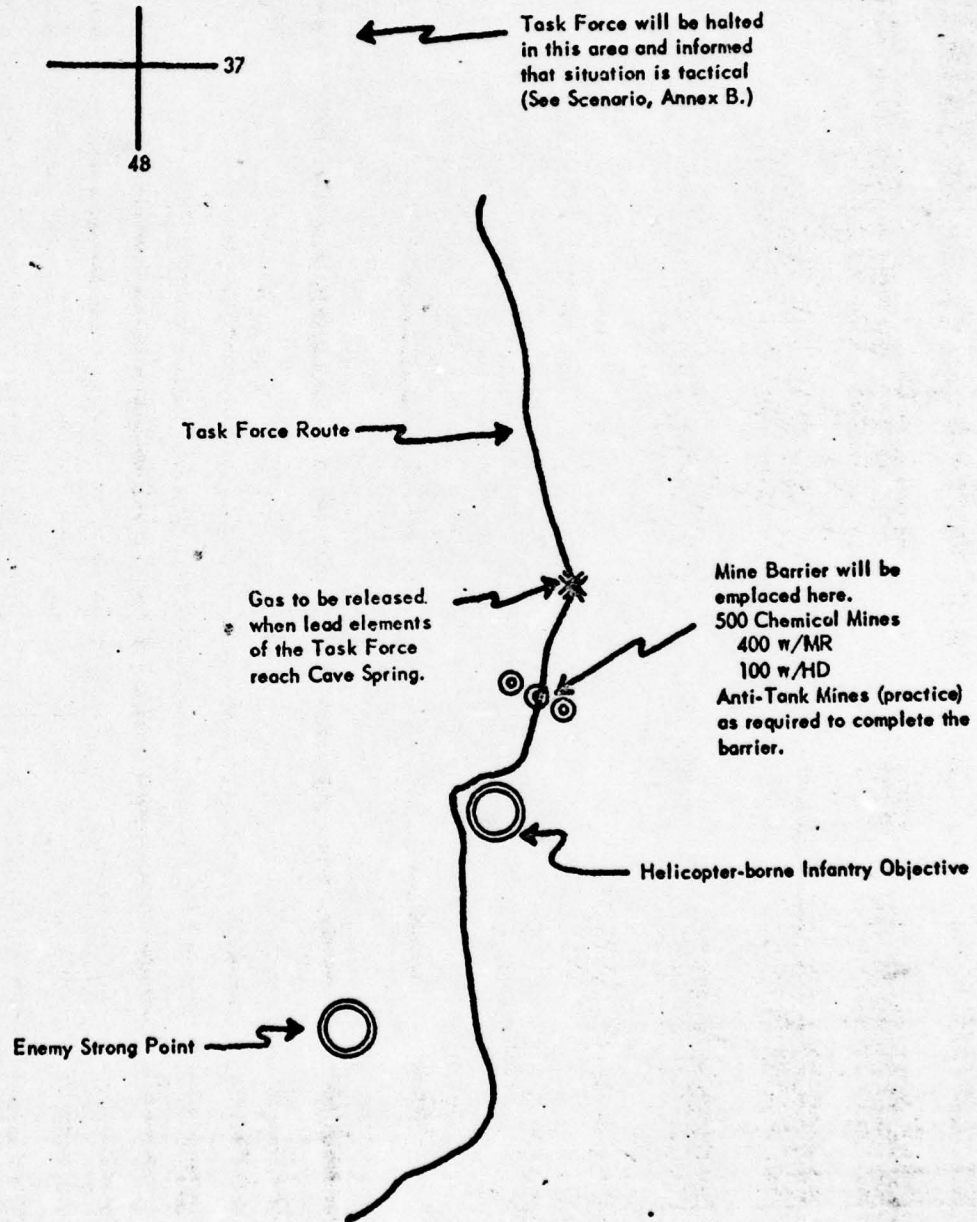 Task Force will be halted
in this area and informed
that situation is tactical
(See Scenario, Annex B.)
37
48
Task Force Route
Gas to be released.
when lead elements
of the Task Force
reach Cave Spring.
Mine Barrier will be
emplaced here.
500 Chemical Mines
400 w/MR
100 w/HD
Anti-Tank Mines (practice)
as required to complete the
barrier.
Helicopter-borne Infantry Objective
Enemy Strong Point